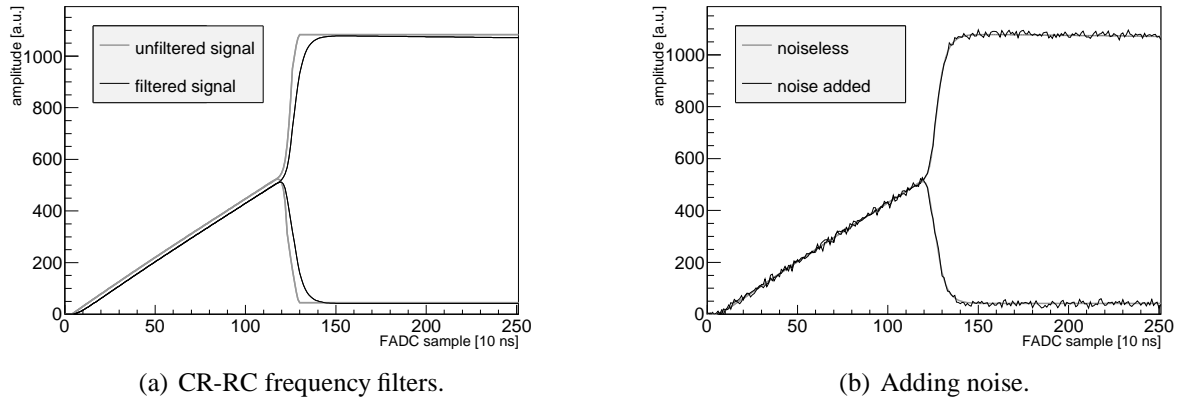 amplitude [a.u.]
1000
800
600
400
200
0
unfiltered signal
filtered signal
0 50 100 150 200 250
FADC sample [10 ns]
(a) CR-RC frequency filters.
amplitude [a.u.]
1000
800
600
400
200
0
noiseless
noise added
0 50 100 150 200 250
FADC sample [10 ns]
(b) Adding noise.